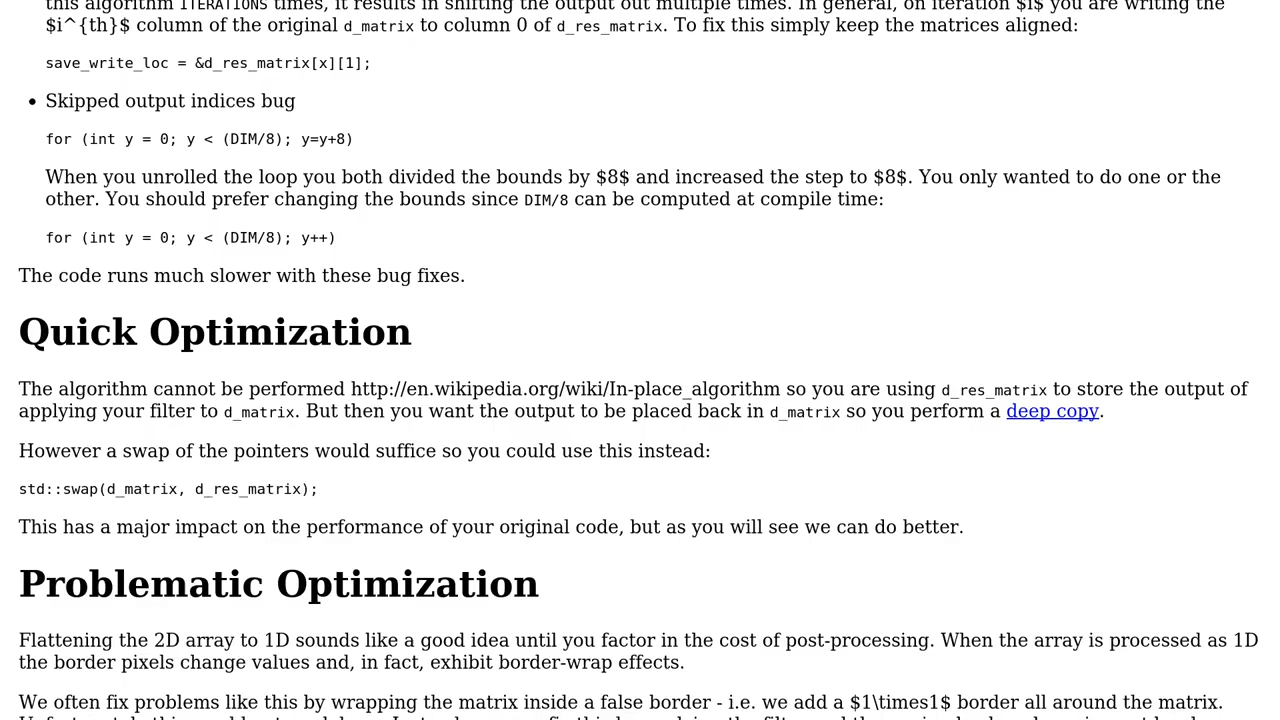 this algorithm ITERATIONS times, it results in shifting the output out multiple times. In general, on iteration $i$ you are writing the
$i^{th}$ column of the original d_matrix to column 0 of d_res_matrix. To fix this simply keep the matrices aligned:
save_write_loc = &d_res_matrix[x][1];
• Skipped output indices bug
for (int y = 0; y < (DIM/8); y=y+8)
When you unrolled the loop you both divided the bounds by $8$ and increased the step to $8$. You only wanted to do one or the
other. You should prefer changing the bounds since DIM/8 can be computed at compile time:
for (int y = 0; y < (DIM/8); y++)
The code runs much slower with these bug fixes.
Quick Optimization
The algorithm cannot be performed http://en.wikipedia.org/wiki/In-place_algorithm so you are using d_res_matrix to store the output of
applying your filter to d_matrix. But then you want the output to be placed back in d_matrix so you perform a deep copy.
However a swap of the pointers would suffice so you could use this instead:
std::swap(d_matrix, d_res_matrix);
This has a major impact on the performance of your original code, but as you will see we can do better.
Problematic Optimization
Flattening the 2D array to 1D sounds like a good idea until you factor in the cost of post-processing. When the array is processed as 1D
the border pixels change values and, in fact, exhibit border-wrap effects.
We often fix problems like this by wrapping the matrix inside a false border - i.e. we add a $1\times1$ border all around the matrix.